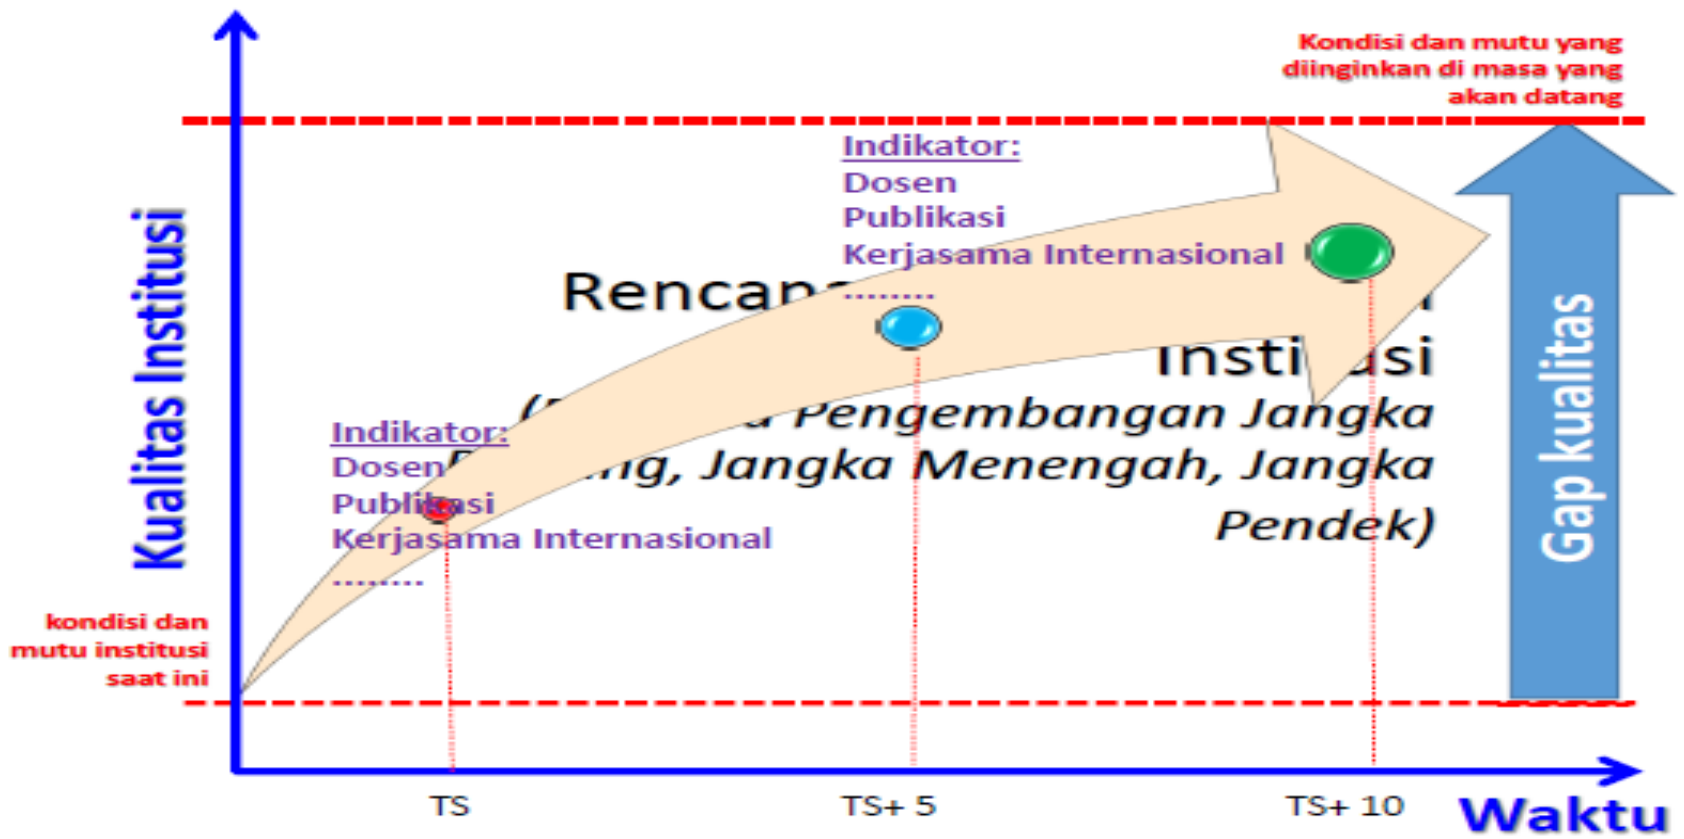 Kondisi dan mutu yang
diinginkan di masa yang
akan datang
Indikator:
Dosen
Publikasi
Kerjasama Internasional
........
Institusi
Pengembangan Jangka
Jangka Menengah, Jangka
Pendek)
Indikator:
Dosen
Publikasi
Kerjasama Internasional
........
Kualitas Institusi
Gap kualitas
kondisi dan
mutu institusi
saat ini
TS
TS+ 5
TS+ 10
Waktu